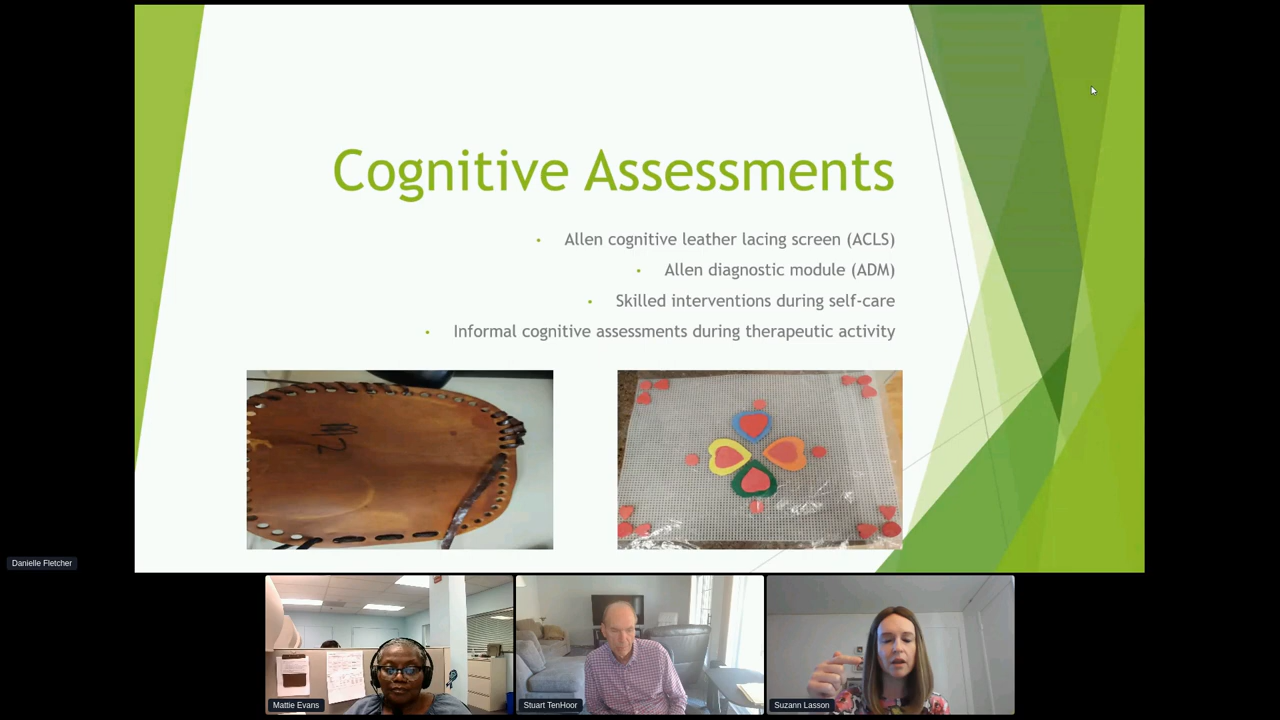 Cognitive Assessments
• Allen cognitive leather lacing screen (ACLS)
• Allen diagnostic module (ADM)
• Skilled interventions during self-care
• Informal cognitive assessments during therapeutic activity
Danielle Fletcher
Mattie Evans
Stuart TenHoor
Suzann Lasson